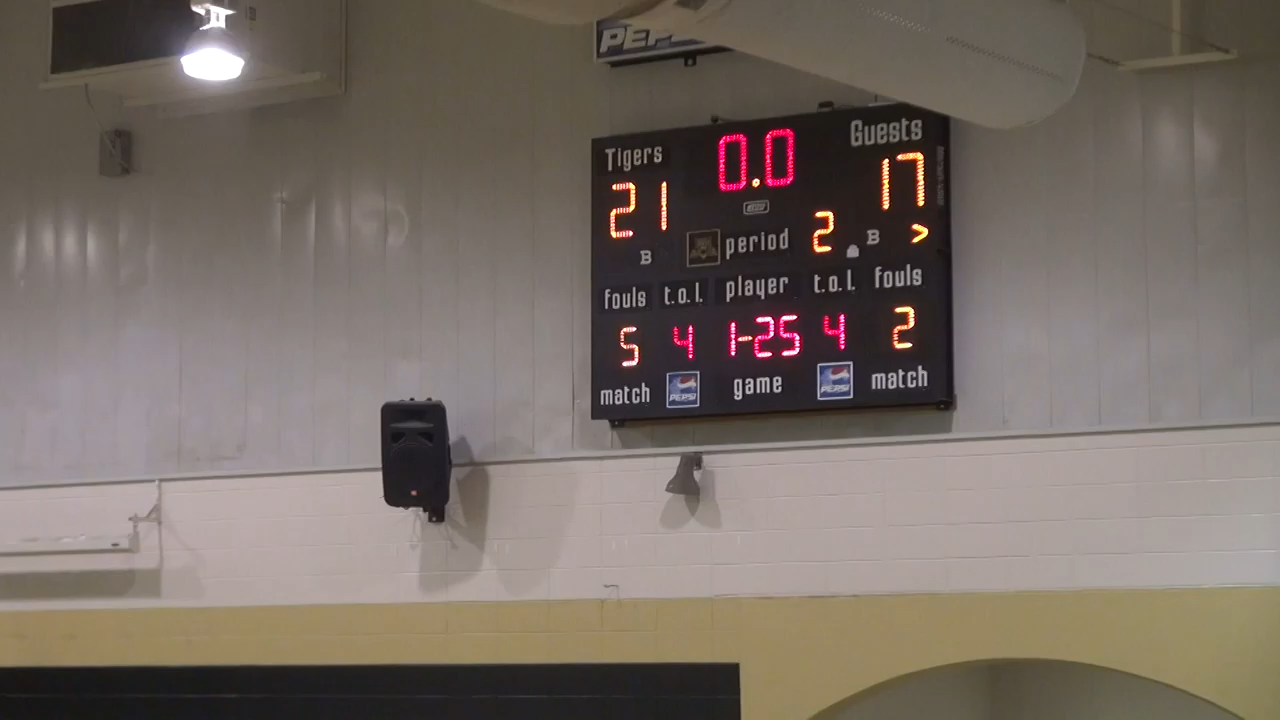 PEPSI
Tigers 0.0 Guests
21 17
B period 2 B >
fouls t.o.l. player t.o.l. fouls
5 4 1-25 4 2
match PEPSI game PEPSI match